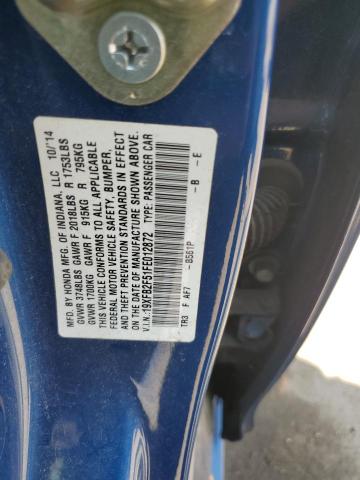 MFD. BY HONDA MFG. OF INDIANA, LLC 10/'14
GVWR 3748LBS GAWR F 2018LBS R 1753LBS
GVWR 1700KG GAWR F 915KG R 795KG
THIS VEHICLE CONFORMS TO ALL APPLICABLE
FEDERAL MOTOR VEHICLE SAFETY, BUMPER,
AND THEFT PREVENTION STANDARDS IN EFFECT
ON THE DATE OF MANUFACTURE SHOWN ABOVE.
V.I.N.:19XFB2F51FE012872 TYPE: PASSENGER CAR
TR3 F AF7 - B561P - B - E